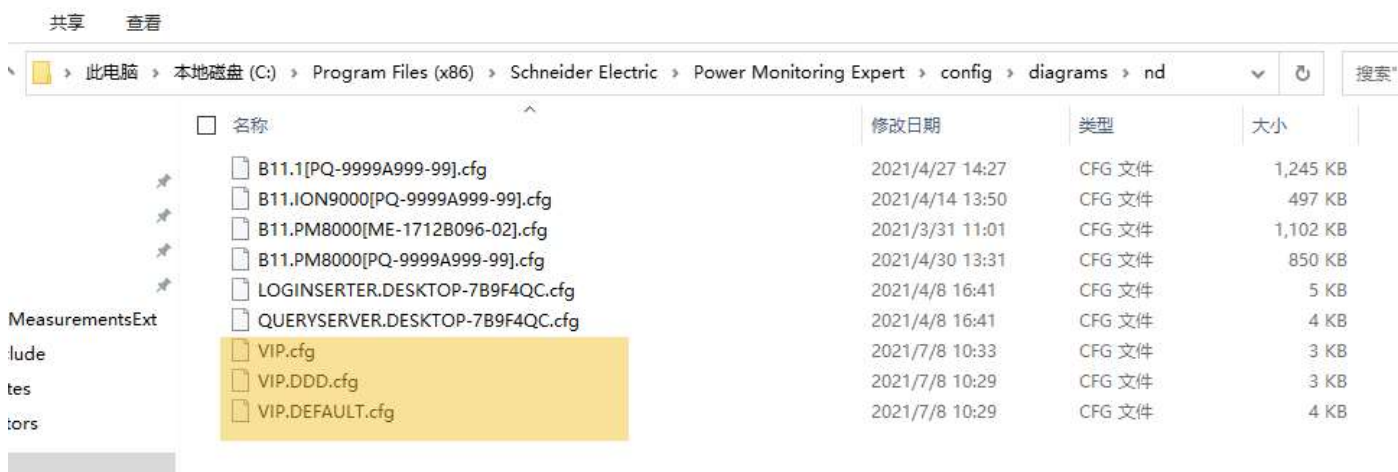 共享 查看
此电脑 › 本地磁盘 (C:) › Program Files (x86) › Schneider Electric › Power Monitoring Expert › config › diagrams › nd 搜索"
名称 修改日期 类型 大小
B11.1[PQ-9999A999-99].cfg 2021/4/27 14:27 CFG 文件 1,245 KB
B11.ION9000[PQ-9999A999-99].cfg 2021/4/14 13:50 CFG 文件 497 KB
B11.PM8000[ME-1712B096-02].cfg 2021/3/31 11:01 CFG 文件 1,102 KB
B11.PM8000[PQ-9999A999-99].cfg 2021/4/30 13:31 CFG 文件 850 KB
LOGINSERTER.DESKTOP-7B9F4QC.cfg 2021/4/8 16:41 CFG 文件 5 KB
MeasurementsExt QUERYSERVER.DESKTOP-7B9F4QC.cfg 2021/4/8 16:41 CFG 文件 4 KB
lude VIP.cfg 2021/7/8 10:33 CFG 文件 3 KB
tes VIP.DDD.cfg 2021/7/8 10:29 CFG 文件 3 KB
tors VIP.DEFAULT.cfg 2021/7/8 10:29 CFG 文件 4 KB